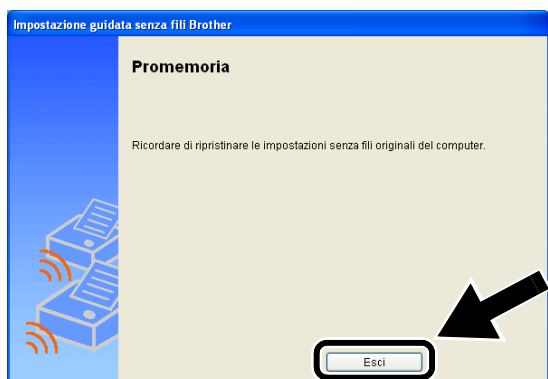 Impostazione guidata senza fili Brother
Promemoria
Ricordare di ripristinare le impostazioni senza fili originali del computer.
Esci